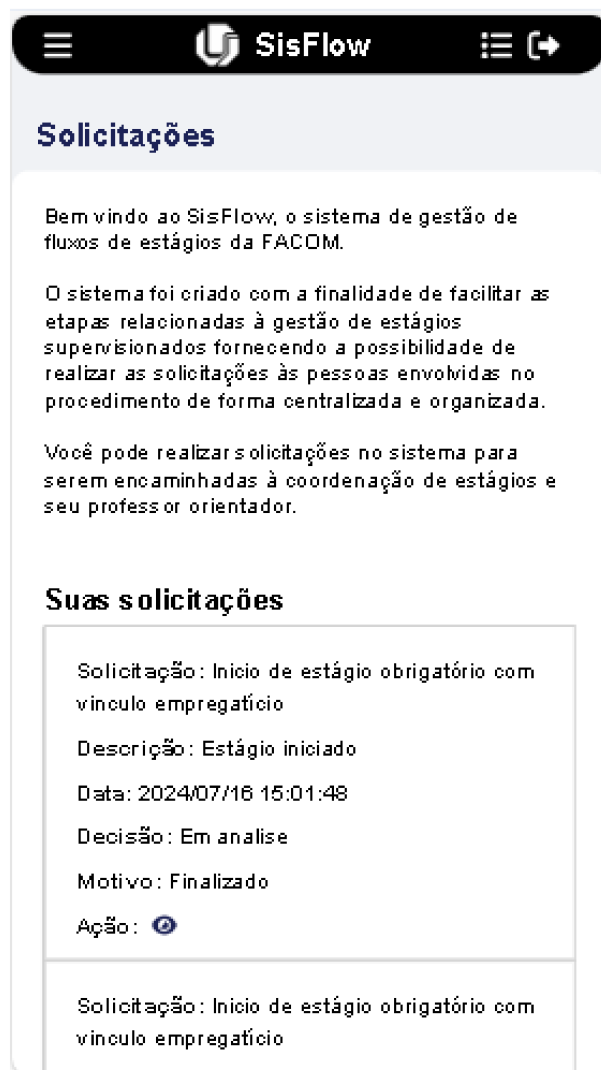 SisFlow
Solicitações
Bem vindo ao SisFlow, o sistema de gestão de
fluxos de estágios da FACOM.
O sistema foi criado com a finalidade de facilitar as
etapas relacionadas à gestão de estágios
supervisionados fornecendo a possibilidade de
realizar as solicitações às pessoas envolvidas no
procedimento de forma centralizada e organizada.
Você pode realizar solicitações no sistema para
serem encaminhadas à coordenação de estágios e
seu professor orientador.
Suas solicitações
Solicitação: Inicio de estágio obrigatório com
vinculo empregatício
Descrição: Estágio iniciado
Data: 2024/07/16 15:01:48
Decisão: Em analise
Motivo: Finalizado
Ação:
Solicitação: Inicio de estágio obrigatório com
vinculo empregatício